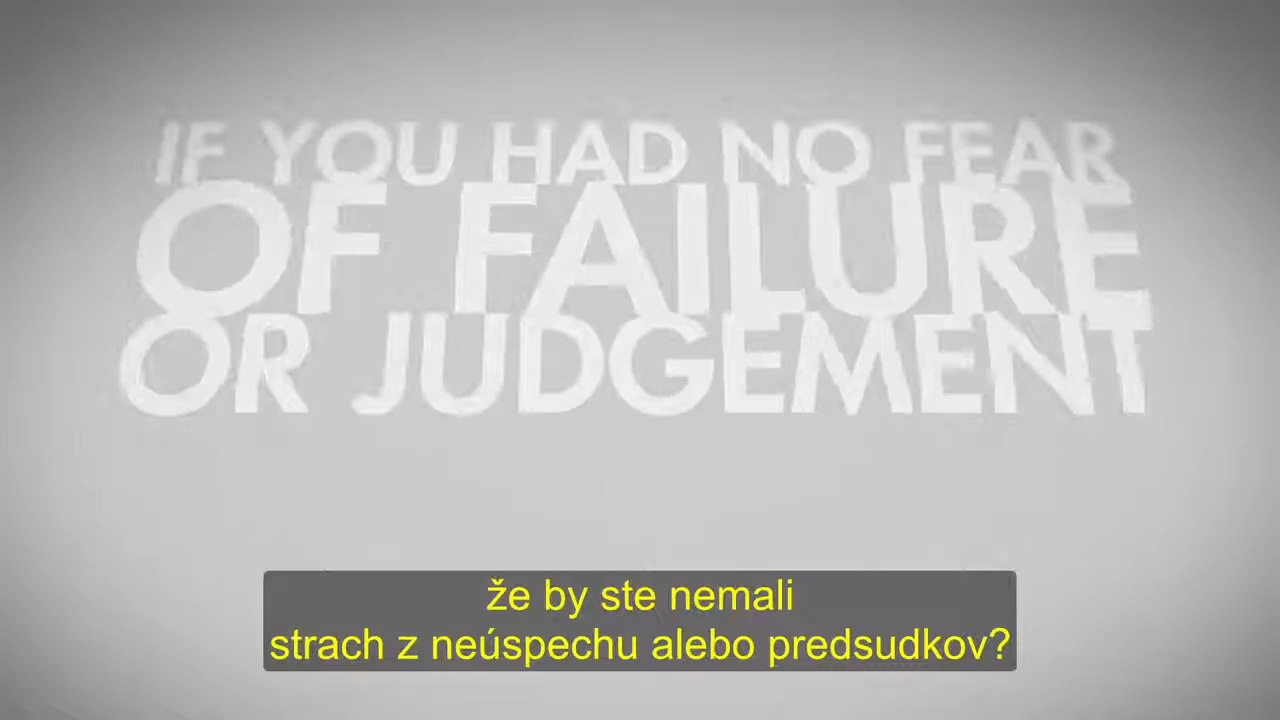 IF YOU HAD NO FEAR
OF FAILURE
OR JUDGEMENT
že by ste nemali
strach z neúspechu alebo predsudkov?